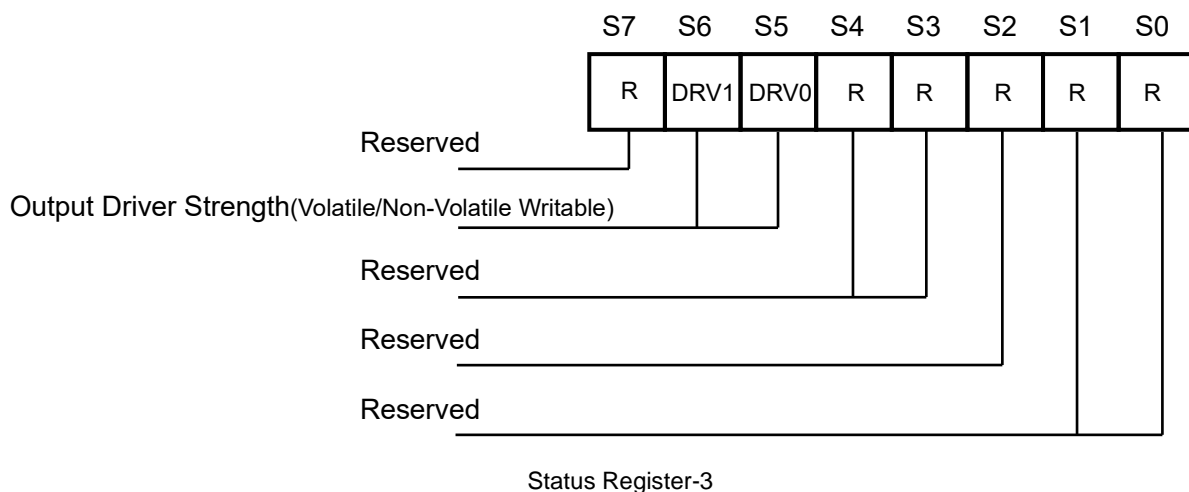 S7 S6 S5 S4 S3 S2 S1 S0
R DRV1 DRV0 R R R R R
Reserved
Output Driver Strength(Volatile/Non-Volatile Writable)
Reserved
Reserved
Reserved
Status Register-3